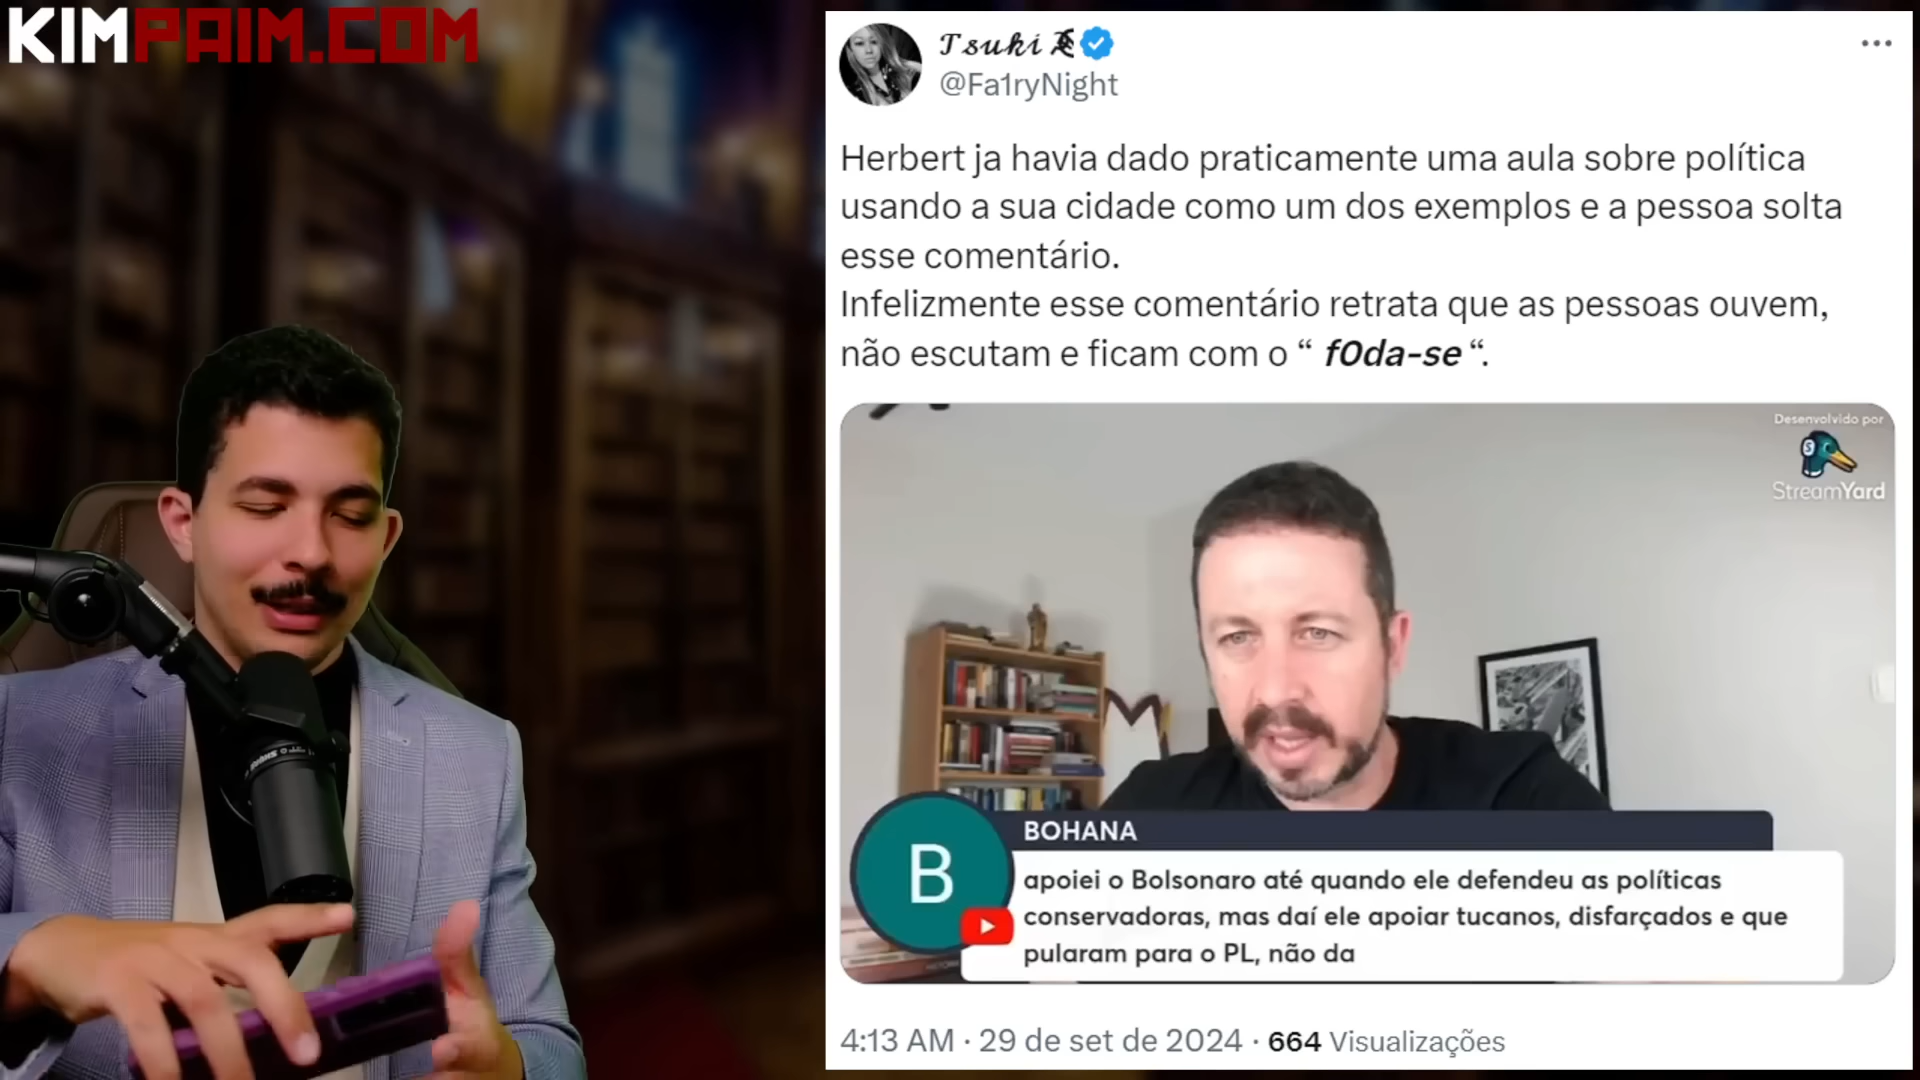 KIMPAIM.COM
Tsuki
@Fa1ryNight
Herbert ja havia dado praticamente uma aula sobre política
usando a sua cidade como um dos exemplos e a pessoa solta
esse comentário.
Infelizmente esse comentário retrata que as pessoas ouvem,
não escutam e ficam com o “ f0da-se “.
Desenvolvido por
StreamYard
BOHANA
B
apoiei o Bolsonaro até quando ele defendeu as políticas
conservadoras, mas daí ele apoiar tucanos, disfarçados e que
pularam para o PL, não da
4:13 AM · 29 de set de 2024 · 664 Visualizações